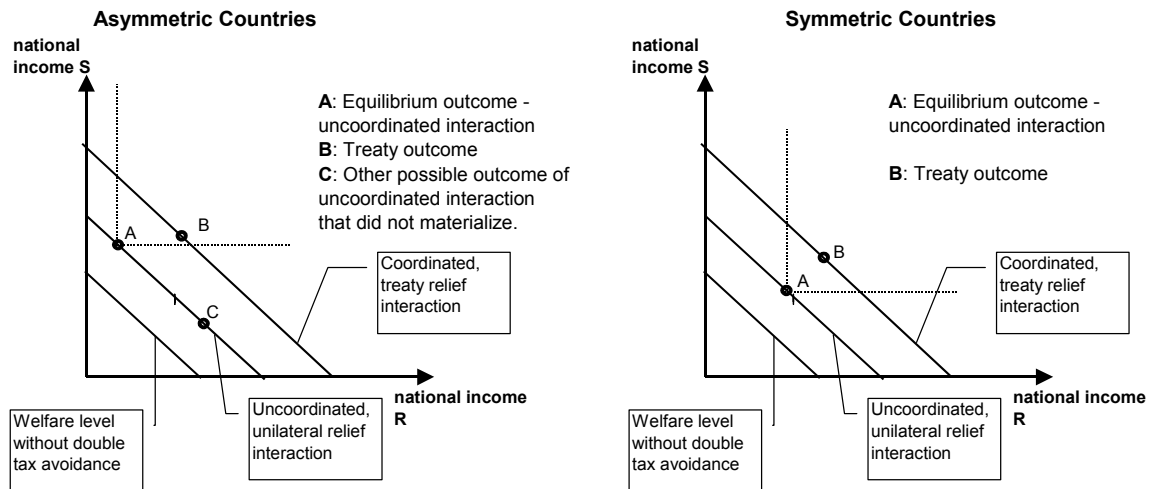 Asymmetric Countries
national
income S
A: Equilibrium outcome -
uncoordinated interaction
B: Treaty outcome
C: Other possible outcome of
uncoordinated interaction
that did not materialize.
A
B
C
Coordinated,
treaty relief
interaction
national income
R
Welfare level
without double
tax avoidance
Uncoordinated,
unilateral relief
interaction
Symmetric Countries
national
income S
A: Equilibrium outcome -
uncoordinated interaction
B: Treaty outcome
B
A
Coordinated,
treaty relief
interaction
national income
R
Welfare level
without double
tax avoidance
Uncoordinated,
unilateral relief
interaction